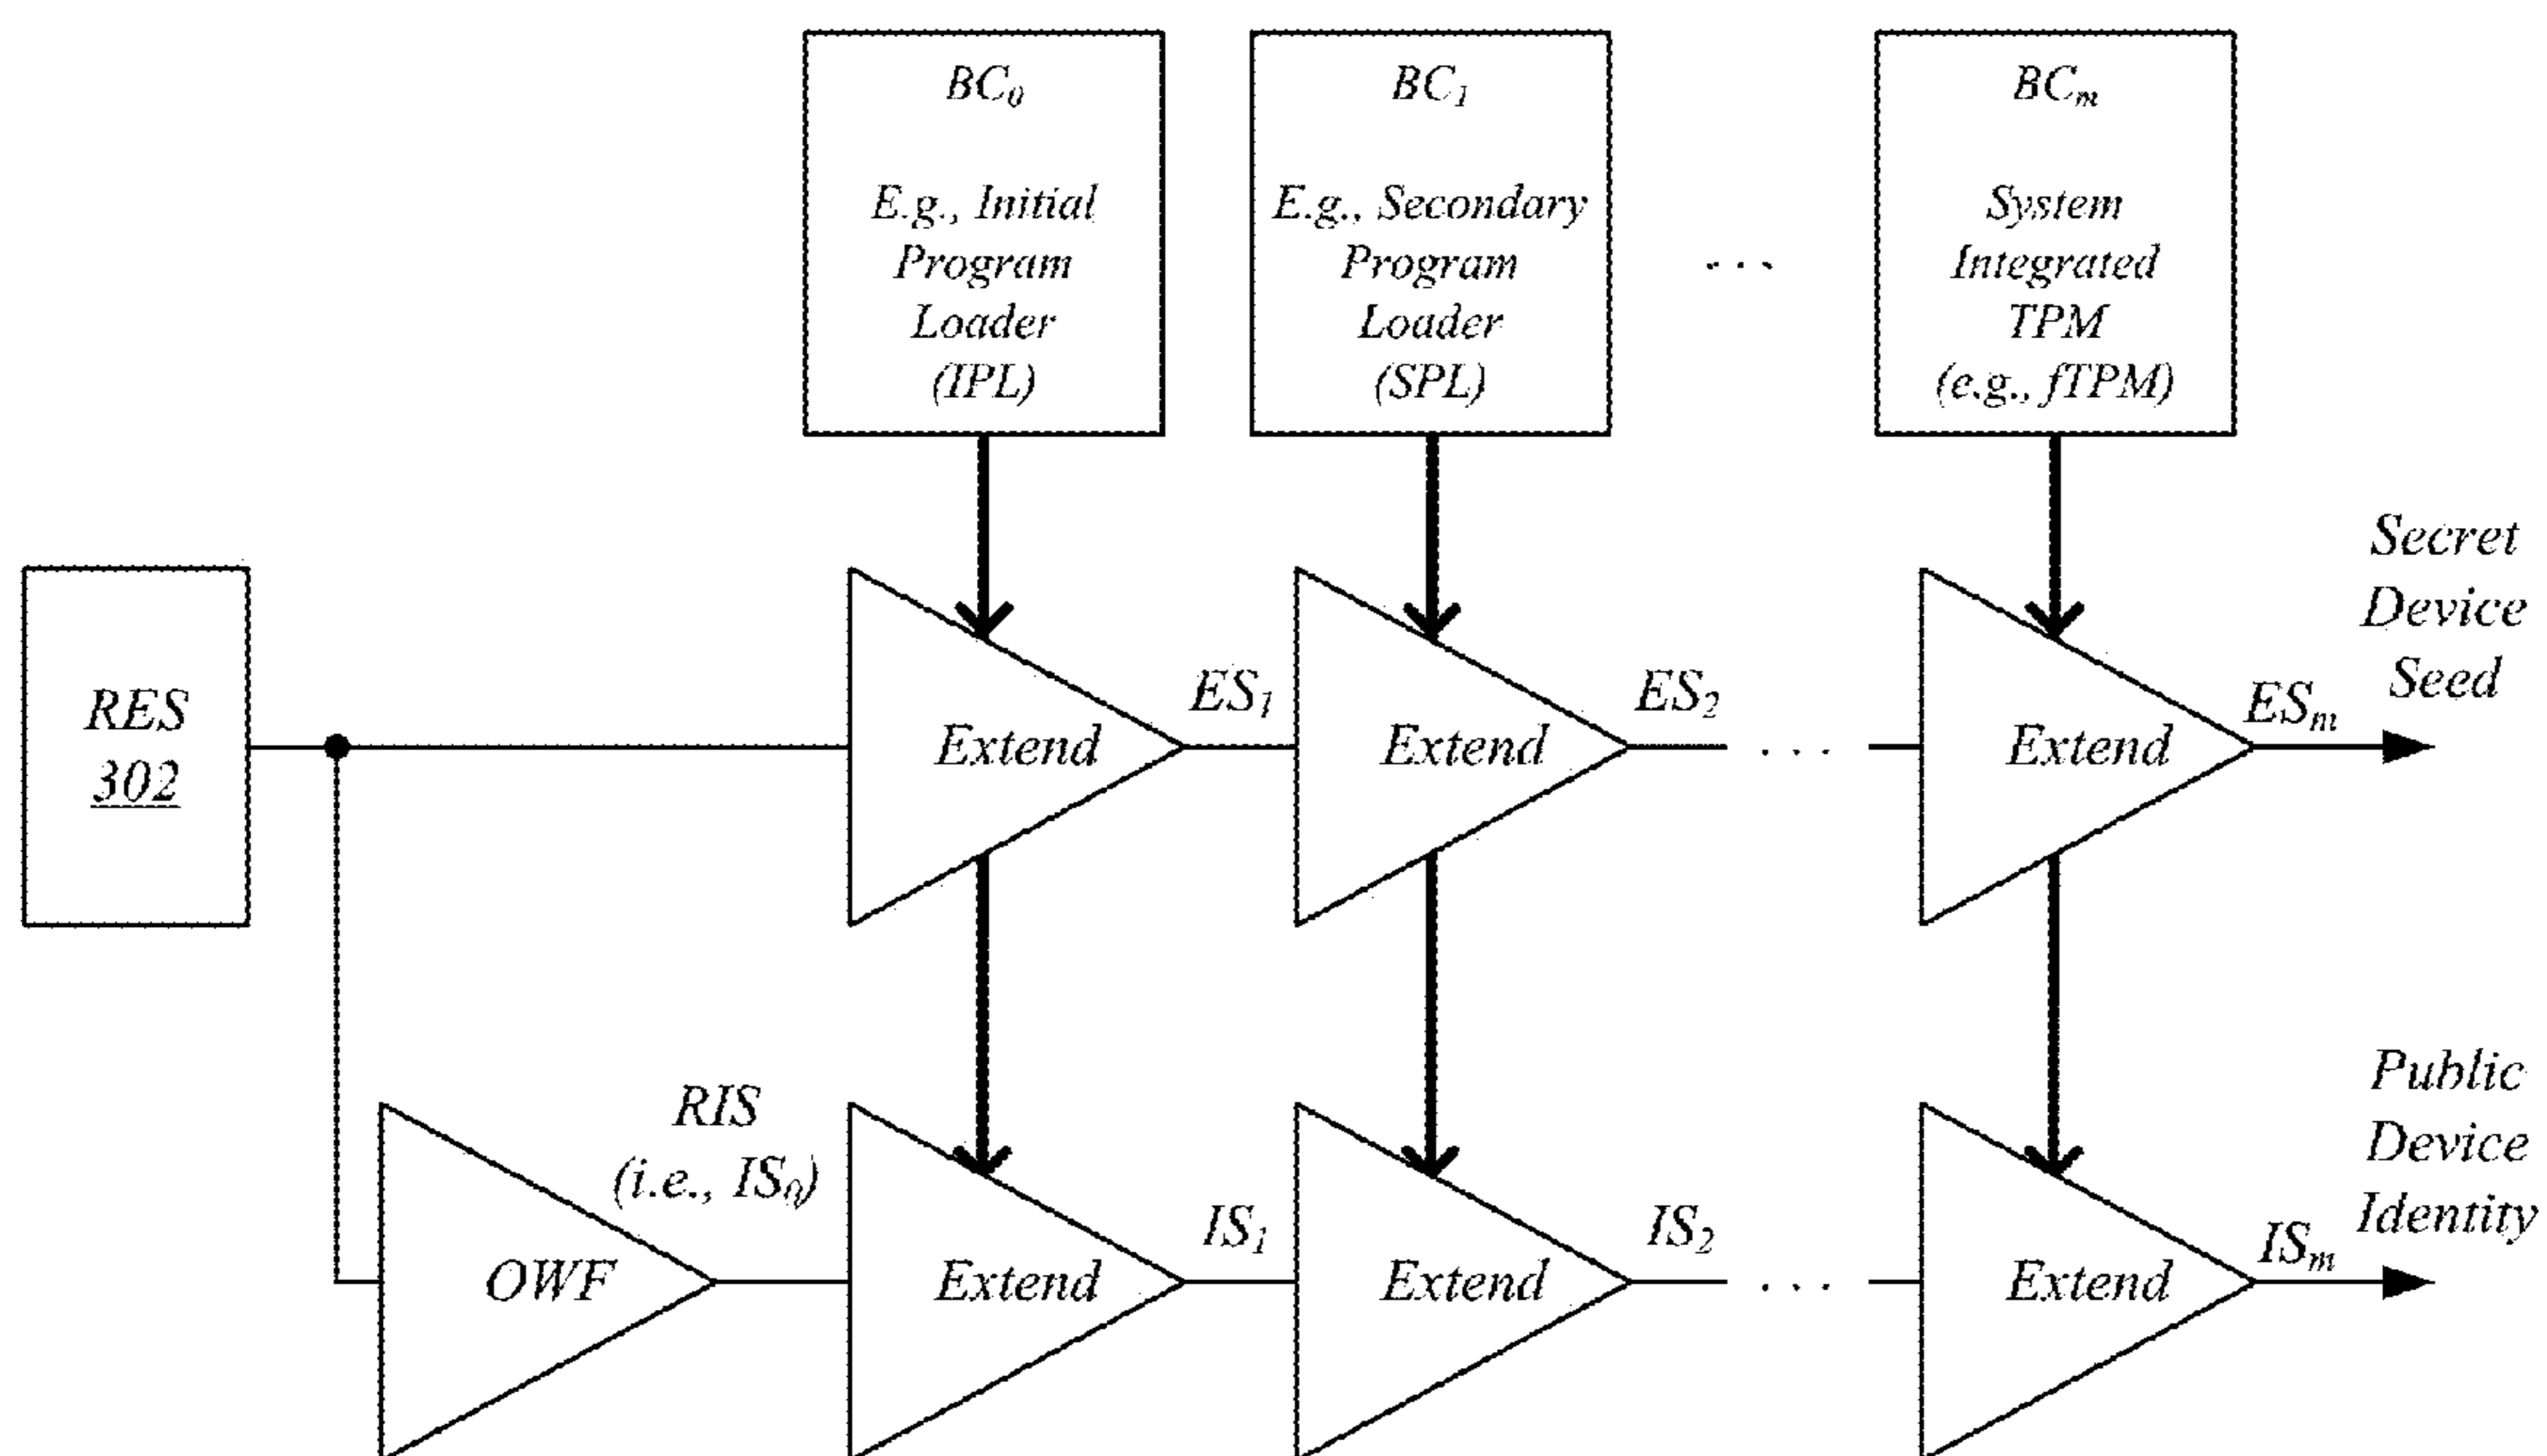 BC₀
E.g., Initial
Program
Loader
(IPL)
BC₁
E.g., Secondary
Program
Loader
(SPL)
. . .
BCₘ
System
Integrated
TPM
(e.g., fTPM)
RES
302
Extend
ES₁
Extend
ES₂
. . .
Extend
ESₘ
Secret
Device
Seed
OWF
RIS
(i.e., IS₀)
Extend
IS₁
Extend
IS₂
. . .
Extend
ISₘ
Public
Device
Identity